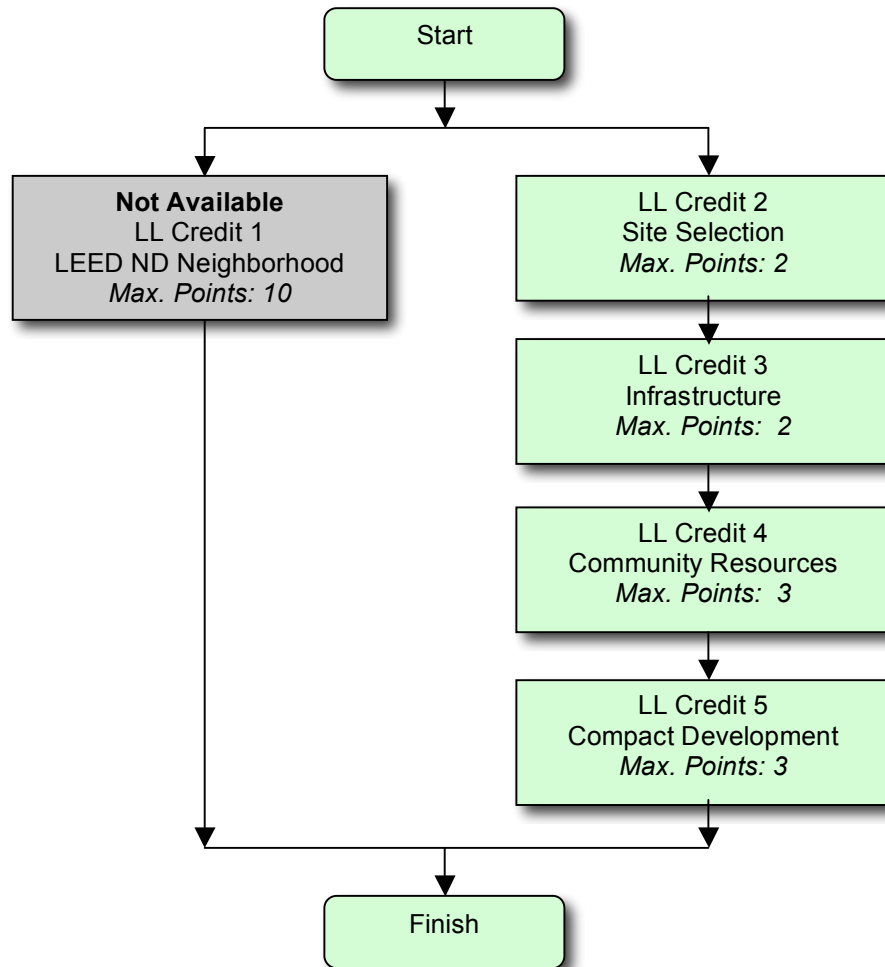 Start
Not Available
LL Credit 1
LEED ND Neighborhood
Max. Points: 10
LL Credit 2
Site Selection
Max. Points: 2
LL Credit 3
Infrastructure
Max. Points:  2
LL Credit 4
Community Resources
Max. Points:  3
LL Credit 5
Compact Development
Max. Points: 3
Finish